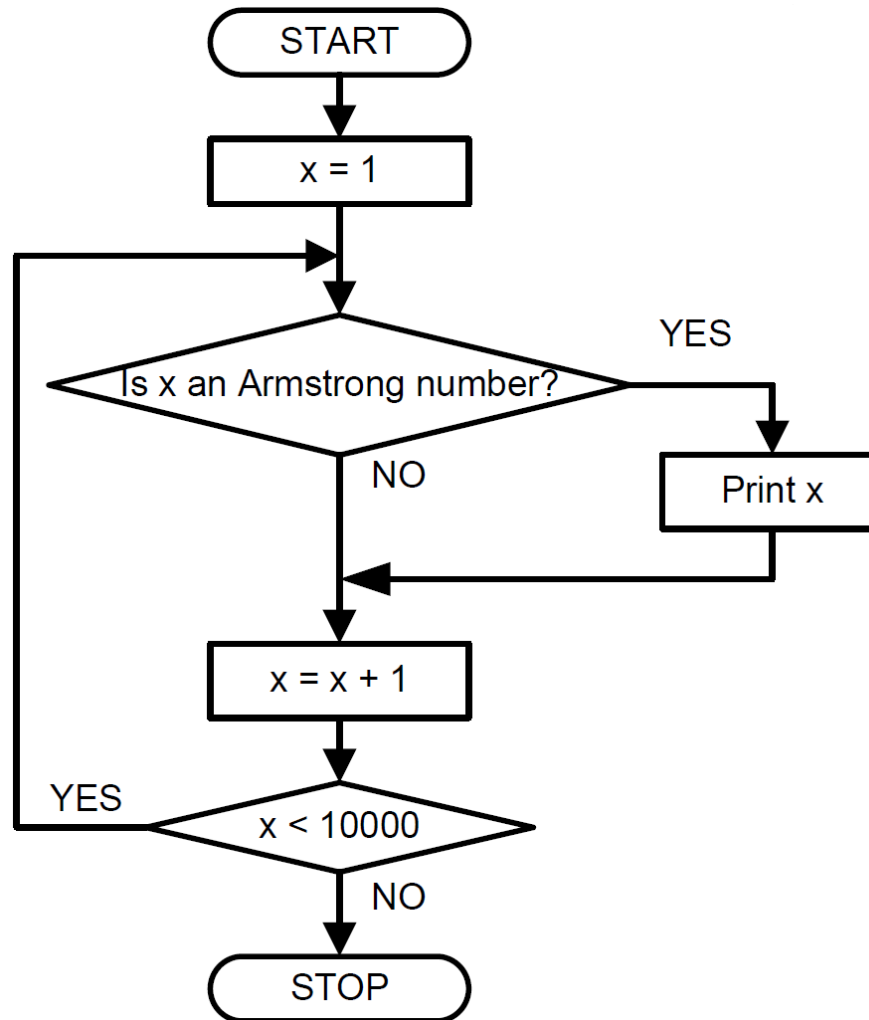 START
x = 1
Is x an Armstrong number?
YES
NO
Print x
x = x + 1
YES
x < 10000
NO
STOP